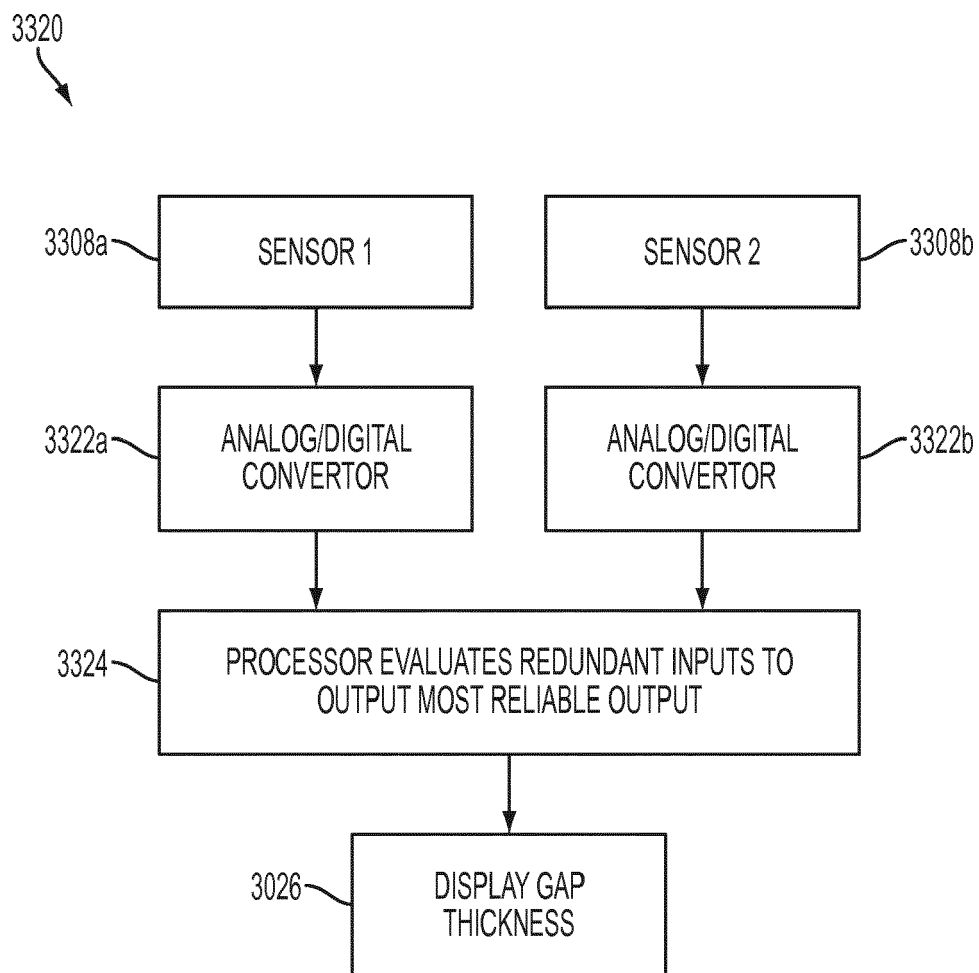 3320
3308a
SENSOR 1
SENSOR 2
3308b
3322a
ANALOG/DIGITAL
CONVERTOR
ANALOG/DIGITAL
CONVERTOR
3322b
3324
PROCESSOR EVALUATES REDUNDANT INPUTS TO
OUTPUT MOST RELIABLE OUTPUT
3026
DISPLAY GAP
THICKNESS